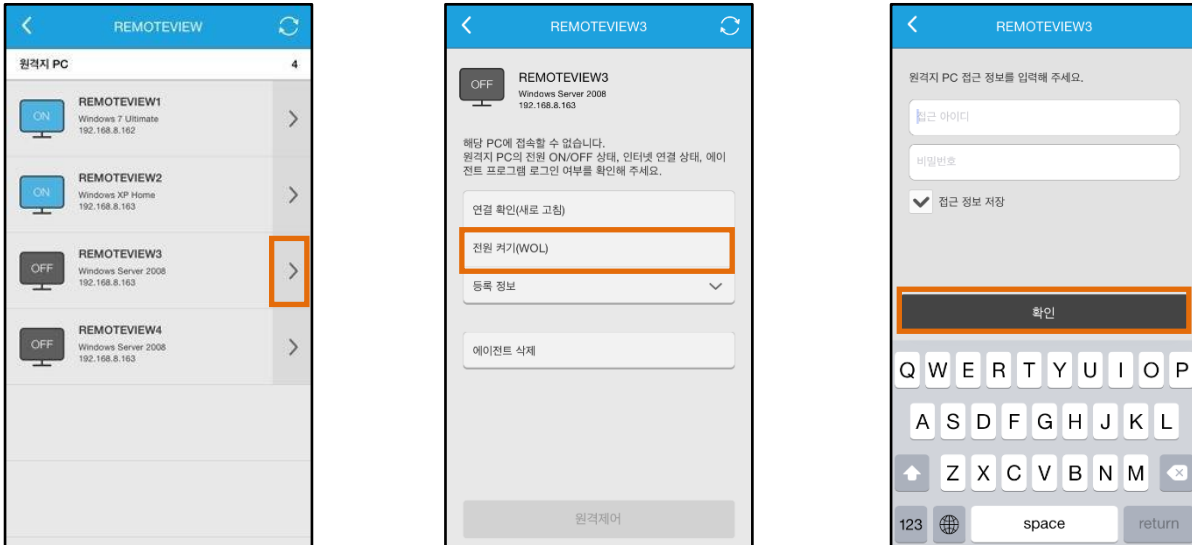 REMOTEVIEW
원격지 PC 4
ON
REMOTEVIEW1
Windows 7 Ultimate
192.168.8.162
ON
REMOTEVIEW2
Windows XP Home
192.168.8.163
OFF
REMOTEVIEW3
Windows Server 2008
192.168.8.163
OFF
REMOTEVIEW4
Windows Server 2008
192.168.8.163
REMOTEVIEW3
OFF
REMOTEVIEW3
Windows Server 2008
192.168.8.163
해당 PC에 접속할 수 없습니다.
원격지 PC의 전원 ON/OFF 상태, 인터넷 연결 상태, 에이
전트 프로그램 로그인 여부를 확인해 주세요.
연결 확인(새로 고침)
전원 켜기(WOL)
등록 정보
에이전트 삭제
원격제어
REMOTEVIEW3
원격지 PC 접근 정보를 입력해 주세요.
접근 아이디
비밀번호
접근 정보 저장
확인
Q W E R T Y U I O P
A S D F G H J K L
Z X C V B N M
123 space return